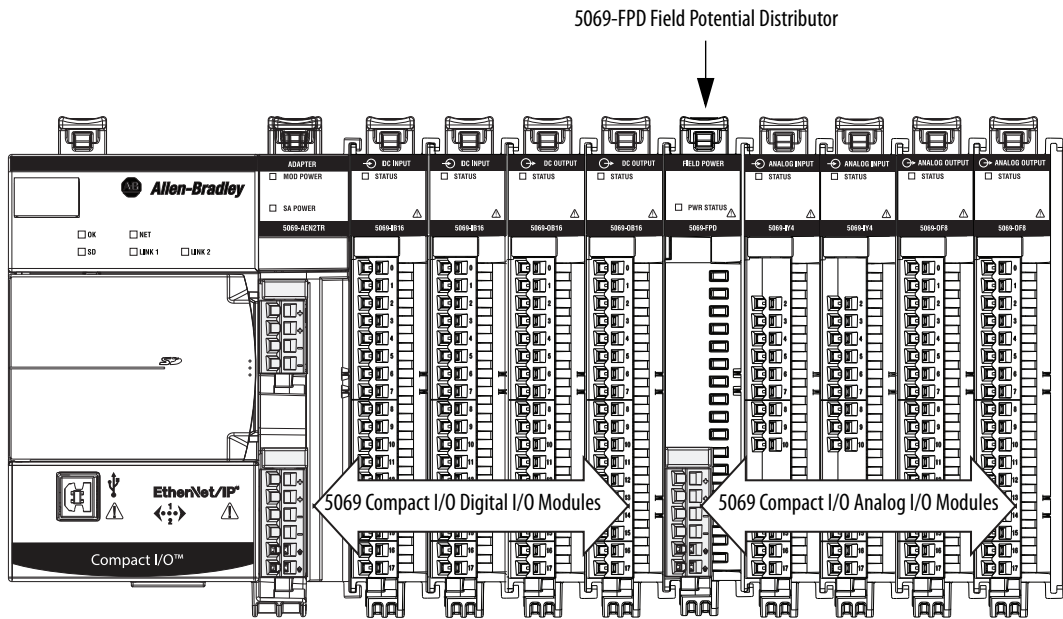 5069-FPD Field Potential Distributor
Allen-Bradley
AB
OK
NET
SD
LINK 1
LINK 2
EtherNet/IP
1
2
Compact I/O™
ADAPTER
MOD POWER
SA POWER
5069-AEN2TR
DC INPUT
STATUS
5069-IB16
DC INPUT
STATUS
5069-IB16
DC OUTPUT
STATUS
5069-OB16
DC OUTPUT
STATUS
5069-OB16
FIELD POWER
PWR STATUS
5069-FPD
ANALOG INPUT
STATUS
5069-IY4
ANALOG INPUT
STATUS
5069-IY4
ANALOG OUTPUT
STATUS
5069-OF8
ANALOG OUTPUT
STATUS
5069-OF8
5069 Compact I/O Digital I/O Modules
5069 Compact I/O Analog I/O Modules